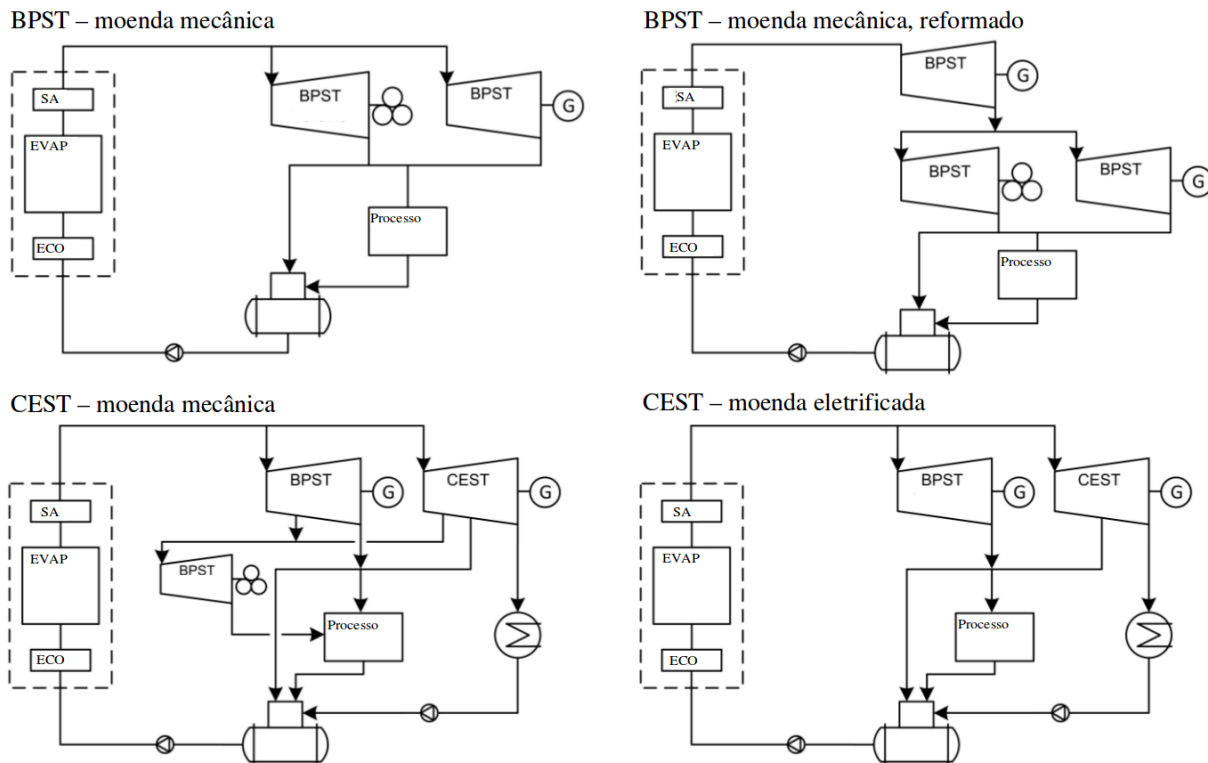 BPST – moenda mecânica
SA
EVAP
ECO
BPST
BPST
G
Processo
BPST – moenda mecânica, reformado
SA
EVAP
ECO
BPST
G
BPST
BPST
G
Processo
CEST – moenda mecânica
SA
EVAP
ECO
BPST
G
CEST
G
BPST
Processo
CEST – moenda eletrificada
SA
EVAP
ECO
BPST
G
CEST
G
Processo